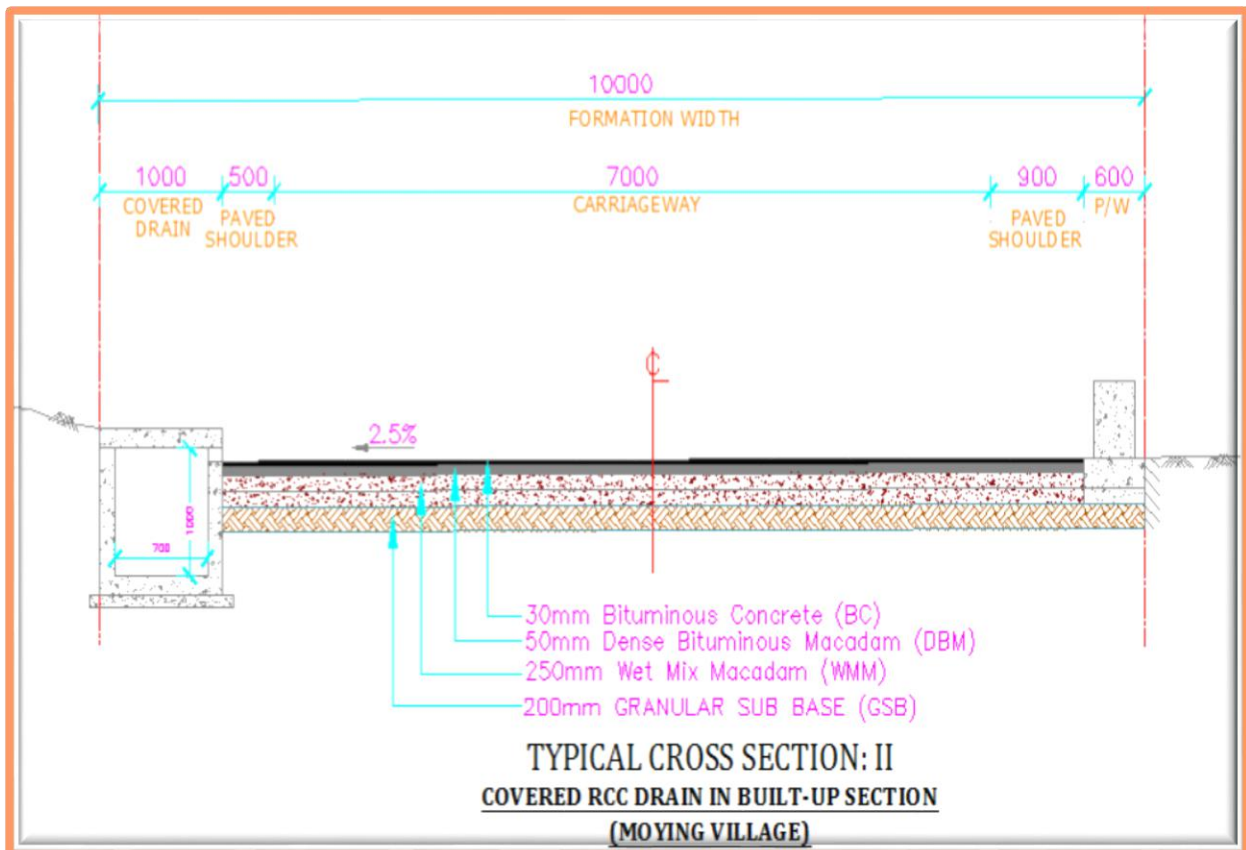 10000
FORMATION WIDTH
1000 500 7000 900 600
COVERED
DRAIN
PAVED
SHOULDER
CARRIAGEWAY
PAVED
SHOULDER
P/W
℄
2.5%
1000
700
30mm Bituminous Concrete (BC)
50mm Dense Bituminous Macadam (DBM)
250mm Wet Mix Macadam (WMM)
200mm GRANULAR SUB BASE (GSB)
TYPICAL CROSS SECTION: II
COVERED RCC DRAIN IN BUILT-UP SECTION
(MOYING VILLAGE)